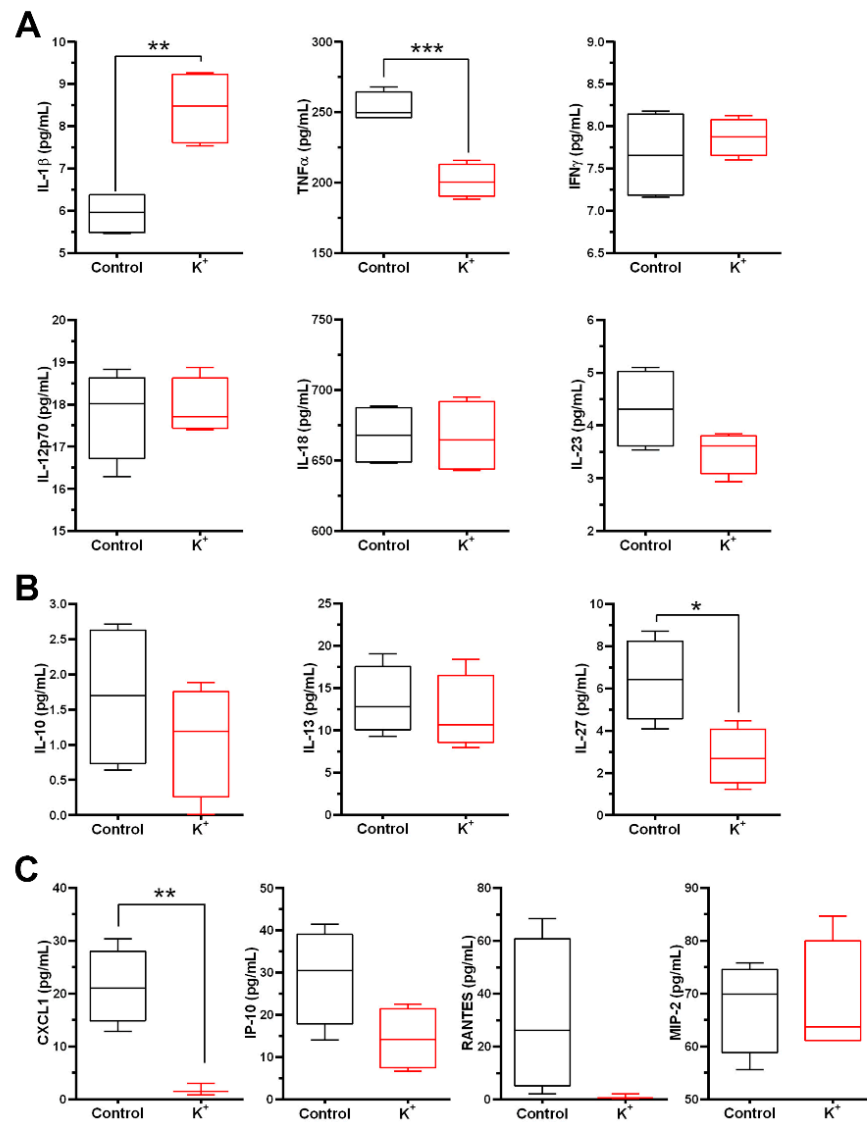 A
IL-1β (pg/mL)
10
9
8
7
6
5
**
Control
K⁺
TNFα (pg/mL)
300
250
200
150
***
Control
K⁺
IFNγ (pg/mL)
9.0
8.5
8.0
7.5
7.0
6.5
Control
K⁺
IL-12p70 (pg/mL)
20
19
18
17
16
15
Control
K⁺
IL-18 (pg/mL)
750
700
650
600
Control
K⁺
IL-23 (pg/mL)
6
5
4
3
2
Control
K⁺
B
IL-10 (pg/mL)
3.0
2.5
2.0
1.5
1.0
0.5
0.0
Control
K⁺
IL-13 (pg/mL)
25
20
15
10
5
0
Control
K⁺
IL-27 (pg/mL)
10
8
6
4
2
0
*
Control
K⁺
C
CXCL1 (pg/mL)
40
30
20
10
0
**
Control
K⁺
IP-10 (pg/mL)
50
40
30
20
10
0
Control
K⁺
RANTES (pg/mL)
80
60
40
20
0
Control
K⁺
MIP-2 (pg/mL)
90
80
70
60
50
Control
K⁺